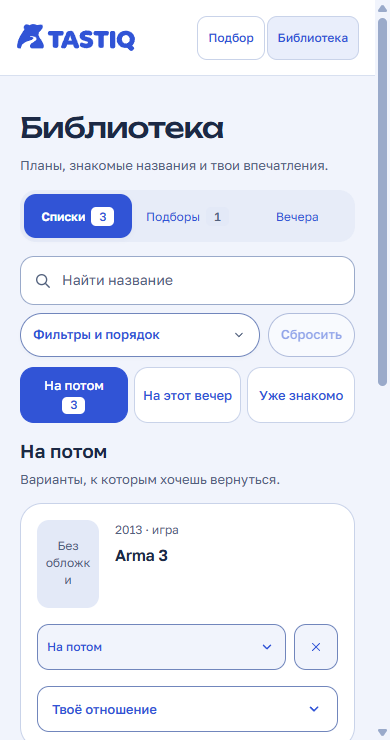 TASTIQ
Подбор
Библиотека
Библиотека
Планы, знакомые названия и твои впечатления.
Списки 3
Подборы 1
Вечера
Найти название
Фильтры и порядок
Сбросить
На потом
3
На этот вечер
Уже знакомо
На потом
Варианты, к которым хочешь вернуться.
Без
обложк
и
2013 · игра
Arma 3
На потом
Твоё отношение